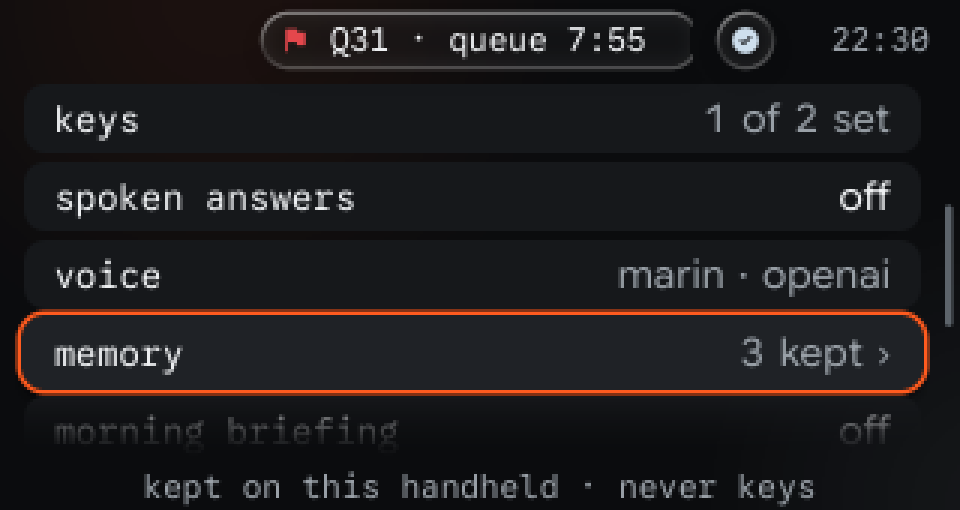 Q31 · queue 7:55 22:30
keys 1 of 2 set
spoken answers off
voice marin · openai
memory 3 kept ›
morning briefing off
kept on this handheld · never keys